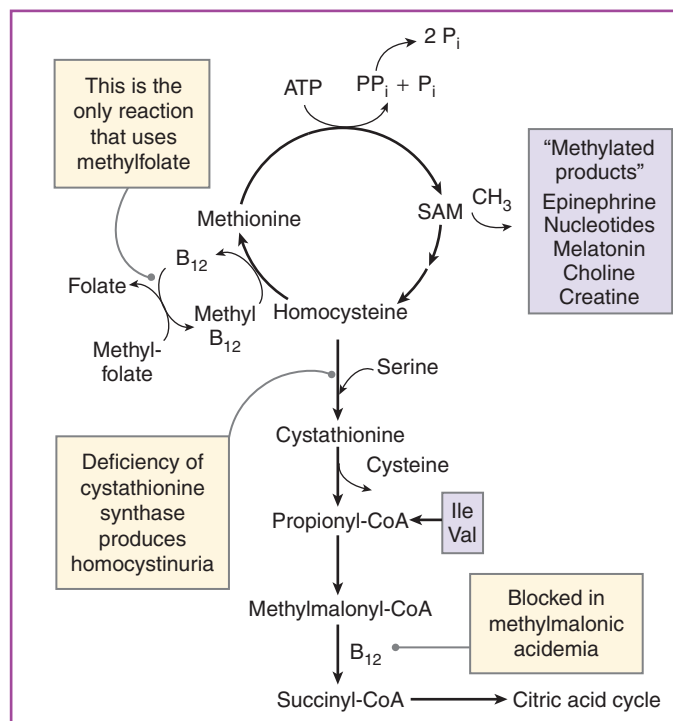 2 Pi
ATP
PPi + Pi
This is the
only reaction
that uses
methylfolate
“Methylated
products”
Epinephrine
Nucleotides
Melatonin
Choline
Creatine
CH3
SAM
Methionine
B12
Folate
Methyl
B12
Methyl-
folate
Homocysteine
Serine
Cystathionine
Cysteine
Deficiency of
cystathionine
synthase
produces
homocystinuria
Propionyl-CoA
Ile
Val
Methylmalonyl-CoA
B12
Blocked in
methylmalonic
acidemia
Succinyl-CoA
Citric acid cycle